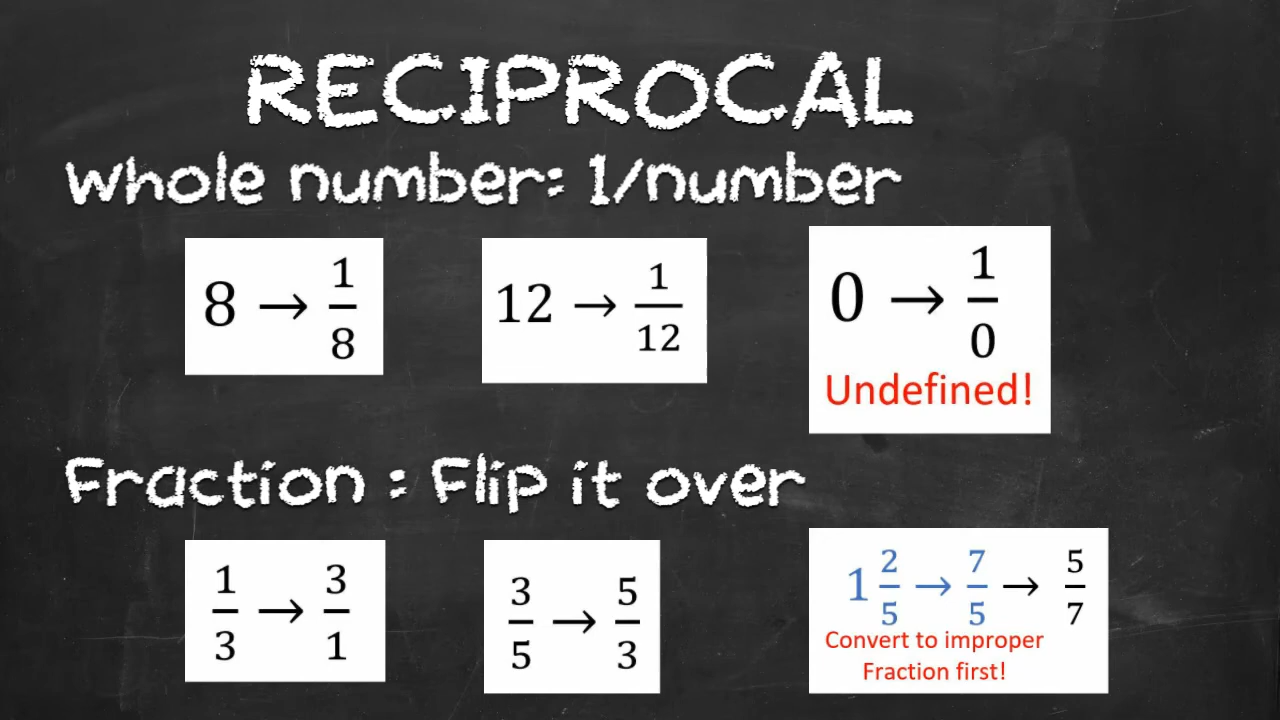 RECIPROCAL
Whole number: 1/number
8 → 1/8
12 → 1/12
0 → 1/0
Undefined!
Fraction : Flip it over
1/3 → 3/1
3/5 → 5/3
1 2/5 → 7/5 → 5/7
Convert to improper
Fraction first!